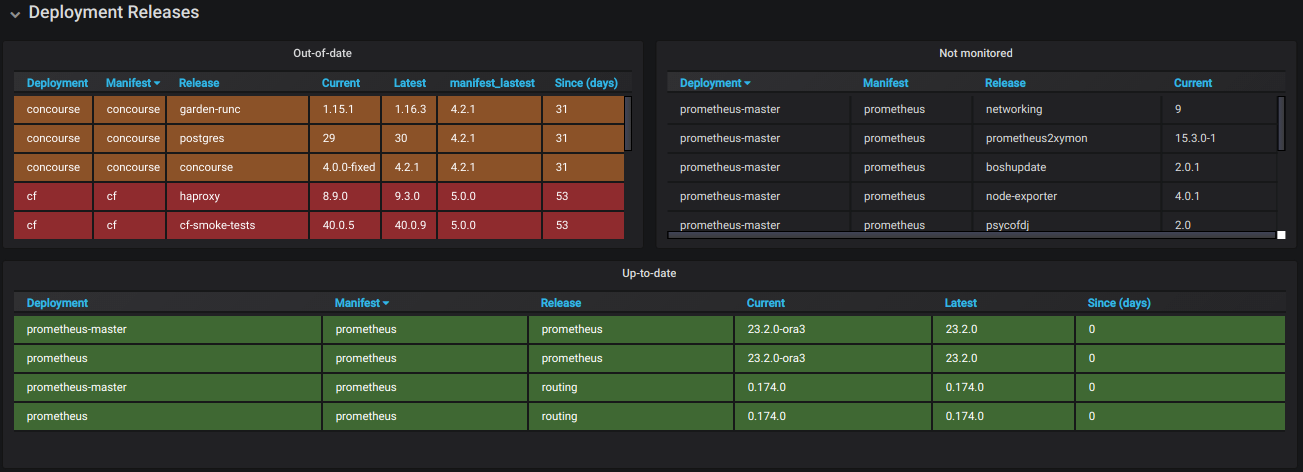 Deployment Releases
Out-of-date
Deployment Manifest Release Current Latest manifest_lastest Since (days)
concourse concourse garden-runc 1.15.1 1.16.3 4.2.1 31
concourse concourse postgres 29 30 4.2.1 31
concourse concourse concourse 4.0.0-fixed 4.2.1 4.2.1 31
cf cf haproxy 8.9.0 9.3.0 5.0.0 53
cf cf cf-smoke-tests 40.0.5 40.0.9 5.0.0 53
Not monitored
Deployment Manifest Release Current
prometheus-master prometheus networking 9
prometheus-master prometheus prometheus2xymon 15.3.0-1
prometheus-master prometheus boshupdate 2.0.1
prometheus-master prometheus node-exporter 4.0.1
prometheus-master prometheus psycofdj 2.0
Up-to-date
Deployment Manifest Release Current Latest Since (days)
prometheus-master prometheus prometheus 23.2.0-ora3 23.2.0 0
prometheus prometheus prometheus 23.2.0-ora3 23.2.0 0
prometheus-master prometheus routing 0.174.0 0.174.0 0
prometheus prometheus routing 0.174.0 0.174.0 0